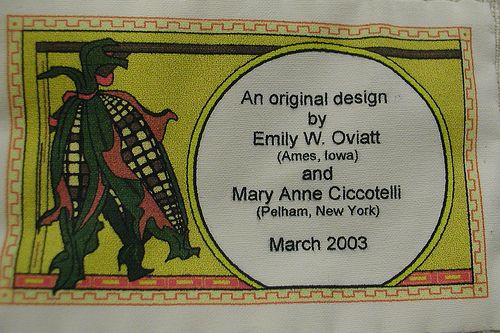 An original design
by
Emily W. Oviatt
(Ames, Iowa)
and
Mary Anne Ciccotelli
(Pelham, New York)
March 2003